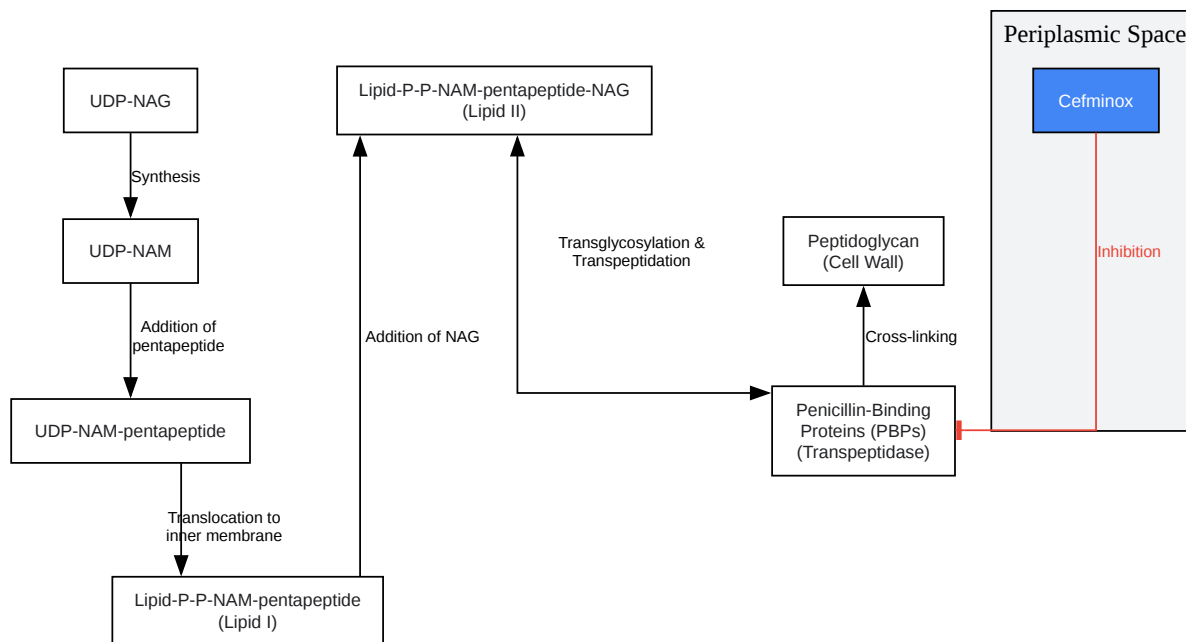 UDP-NAG
Synthesis
UDP-NAM
Addition of
pentapeptide
UDP-NAM-pentapeptide
Translocation to
inner membrane
Lipid-P-P-NAM-pentapeptide
(Lipid I)
Addition of NAG
Lipid-P-P-NAM-pentapeptide-NAG
(Lipid II)
Transglycosylation &
Transpeptidation
Penicillin-Binding
Proteins (PBPs)
(Transpeptidase)
Cross-linking
Peptidoglycan
(Cell Wall)
Periplasmic Space
Cefminox
Inhibition